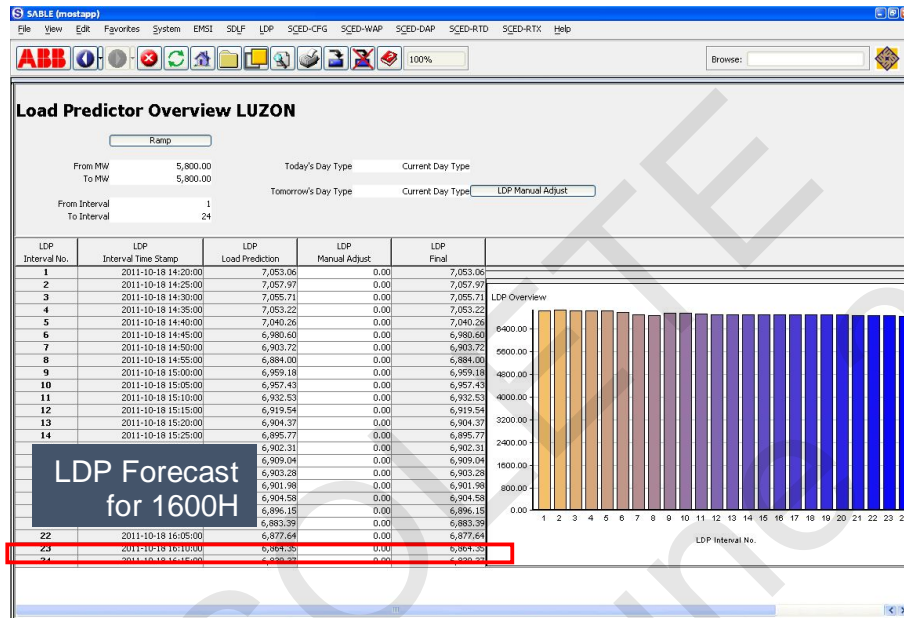 SABLE (mostapp)
File View Edit Favorites System EMSI SDLF LDP SCED-CFG SCED-WAP SCED-DAP SCED-RTD SCED-RTX Help
ABB 100% Browse:
Load Predictor Overview LUZON
Ramp
From MW 5,800.00 Today's Day Type Current Day Type
To MW 5,800.00
Tomorrow's Day Type Current Day Type LDP Manual Adjust
From Interval 1
To Interval 24
LDP LDP LDP LDP LDP
Interval No. Interval Time Stamp Load Prediction Manual Adjust Final
1 2011-10-18 14:20:00 7,053.06 0.00 7,053.06
2 2011-10-18 14:25:00 7,057.97 0.00 7,057.97
3 2011-10-18 14:30:00 7,055.71 0.00 7,055.71
4 2011-10-18 14:35:00 7,053.22 0.00 7,053.22
5 2011-10-18 14:40:00 7,040.26 0.00 7,040.26
6 2011-10-18 14:45:00 6,980.60 0.00 6,980.60
7 2011-10-18 14:50:00 6,903.72 0.00 6,903.72
8 2011-10-18 14:55:00 6,884.00 0.00 6,884.00
9 2011-10-18 15:00:00 6,959.18 0.00 6,959.18
10 2011-10-18 15:05:00 6,957.43 0.00 6,957.43
11 2011-10-18 15:10:00 6,932.53 0.00 6,932.53
12 2011-10-18 15:15:00 6,919.54 0.00 6,919.54
13 2011-10-18 15:20:00 6,904.37 0.00 6,904.37
14 2011-10-18 15:25:00 6,895.77 0.00 6,895.77
6,902.31 0.00 6,902.31
6,909.04 0.00 6,909.04
6,903.28 0.00 6,903.28
6,901.98 0.00 6,901.98
6,904.58 0.00 6,904.58
6,896.15 0.00 6,896.15
6,883.39 0.00 6,883.39
22 2011-10-18 16:05:00 6,877.64 0.00 6,877.64
23 2011-10-18 16:10:00 6,864.35 0.00 6,864.35
24 2011-10-18 16:15:00 6,839.37 0.00 6,839.37
LDP Forecast
for 1600H
LDP Overview
6400.00
5600.00
4800.00
4000.00
3200.00
2400.00
1600.00
800.00
0.00
1 2 3 4 5 6 7 8 9 10 11 12 13 14 15 16 17 18 19 20 21 22 23
LDP Interval No.